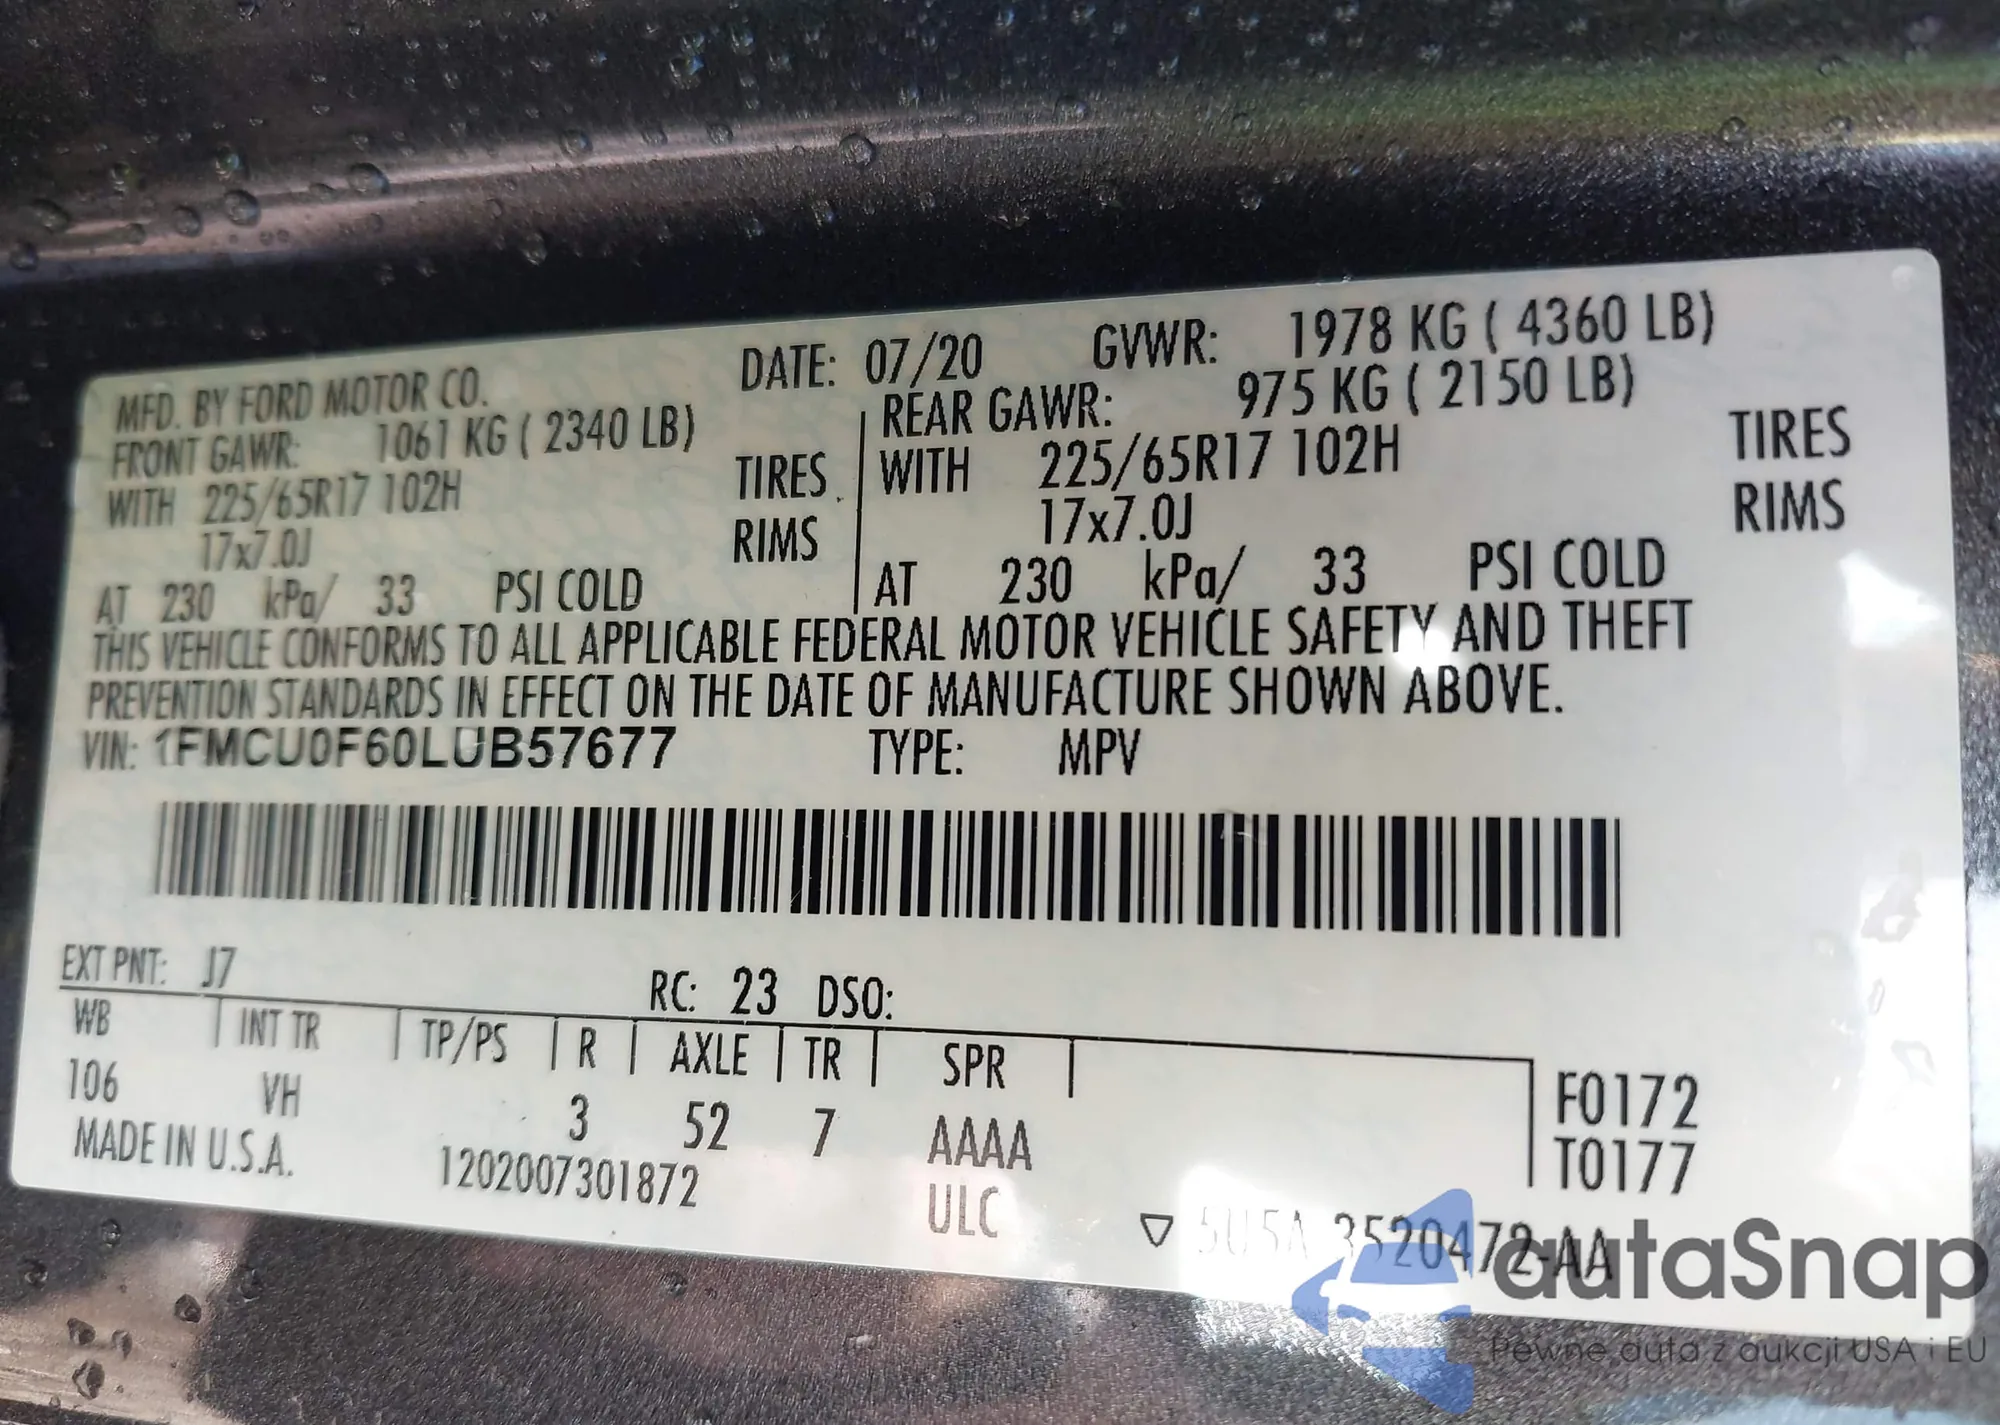 MFD. BY FORD MOTOR CO. DATE: 07/20 GVWR: 1978 KG ( 4360 LB)
FRONT GAWR: 1061 KG ( 2340 LB) REAR GAWR: 975 KG ( 2150 LB)
WITH 225/65R17 102H TIRES WITH 225/65R17 102H TIRES
17x7.0J RIMS 17x7.0J RIMS
AT 230 kPa/ 33 PSI COLD AT 230 kPa/ 33 PSI COLD
THIS VEHICLE CONFORMS TO ALL APPLICABLE FEDERAL MOTOR VEHICLE SAFETY AND THEFT
PREVENTION STANDARDS IN EFFECT ON THE DATE OF MANUFACTURE SHOWN ABOVE.
VIN: 1FMCU0F60LUB57677 TYPE: MPV
EXT PNT: J7 RC: 23 DSO:
WB INT TR TP/PS R AXLE TR SPR
106 VH 3 52 7 AAAA F0172
MADE IN U.S.A. 1202007301872 ULC T0177
▽ 5U5A 3520472-AA
autaSnap
Pewne auta z aukcji USA i EU